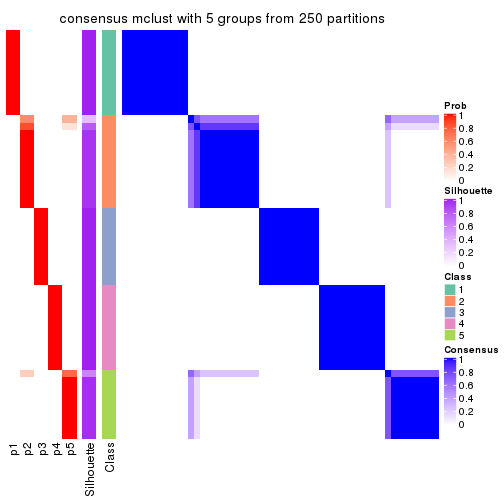 consensus mclust with 5 groups from 250 partitions
Prob
1
0.8
0.6
0.4
0.2
0
Silhouette
1
0.8
0.6
0.4
0.2
0
Class
1
2
3
4
5
Consensus
1
0.8
0.6
0.4
0.2
0
p1
p2
p3
p4
p5
Silhouette
Class